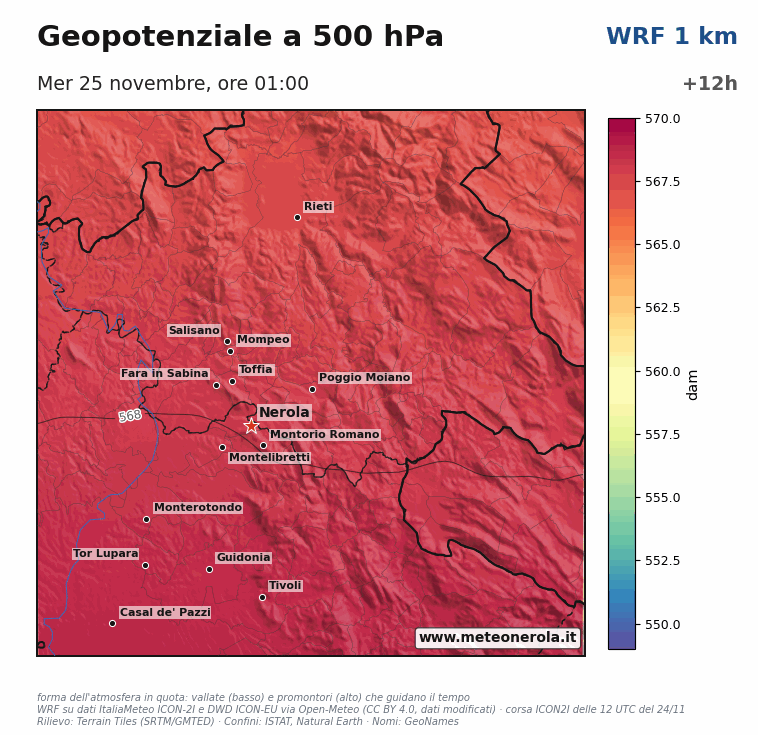 Geopotenziale a 500 hPa
WRF 1 km
Mer 25 novembre, ore 01:00
+12h
Rieti
Salisano
Mompeo
Toffia
Fara in Sabina
Poggio Moiano
568
Nerola
Montorio Romano
Montelibretti
Monterotondo
Tor Lupara
Guidonia
Tivoli
Casal de' Pazzi
www.meteonerola.it
570.0
567.5
565.0
562.5
560.0
557.5
555.0
552.5
550.0
dam
forma dell'atmosfera in quota: vallate (basso) e promontori (alto) che guidano il tempo
WRF su dati ItaliaMeteo ICON-2I e DWD ICON-EU via Open-Meteo (CC BY 4.0, dati modificati) · corsa ICON2I delle 12 UTC del 24/11
Rilievo: Terrain Tiles (SRTM/GMTED) · Confini: ISTAT, Natural Earth · Nomi: GeoNames